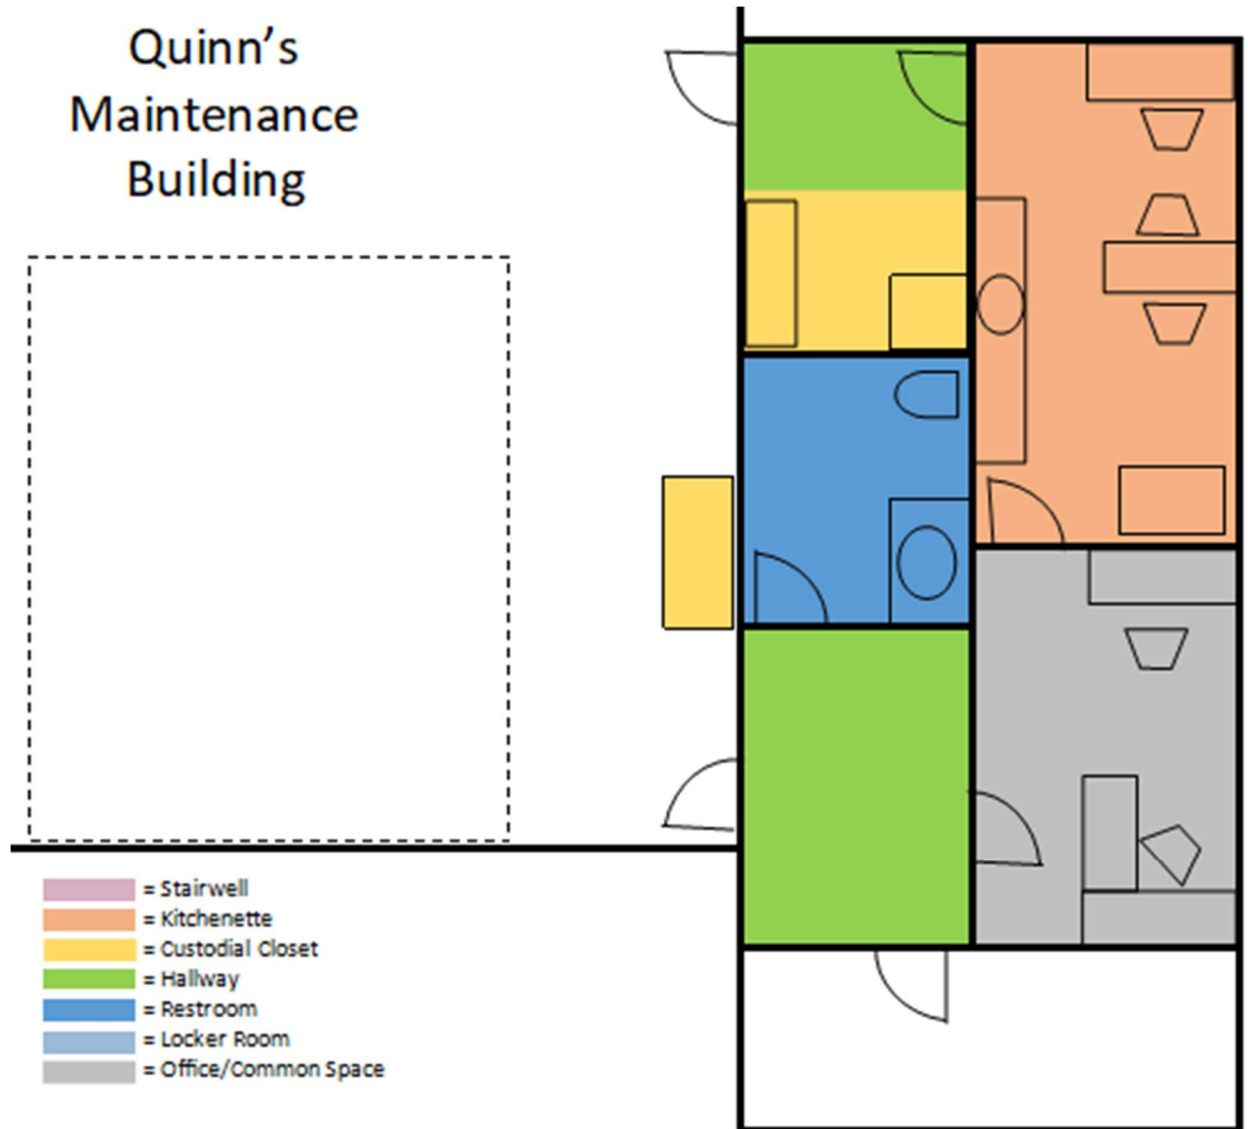 Quinn's
Maintenance
Building
= Stairwell
= Kitchenette
= Custodial Closet
= Hallway
= Restroom
= Locker Room
= Office/Common Space